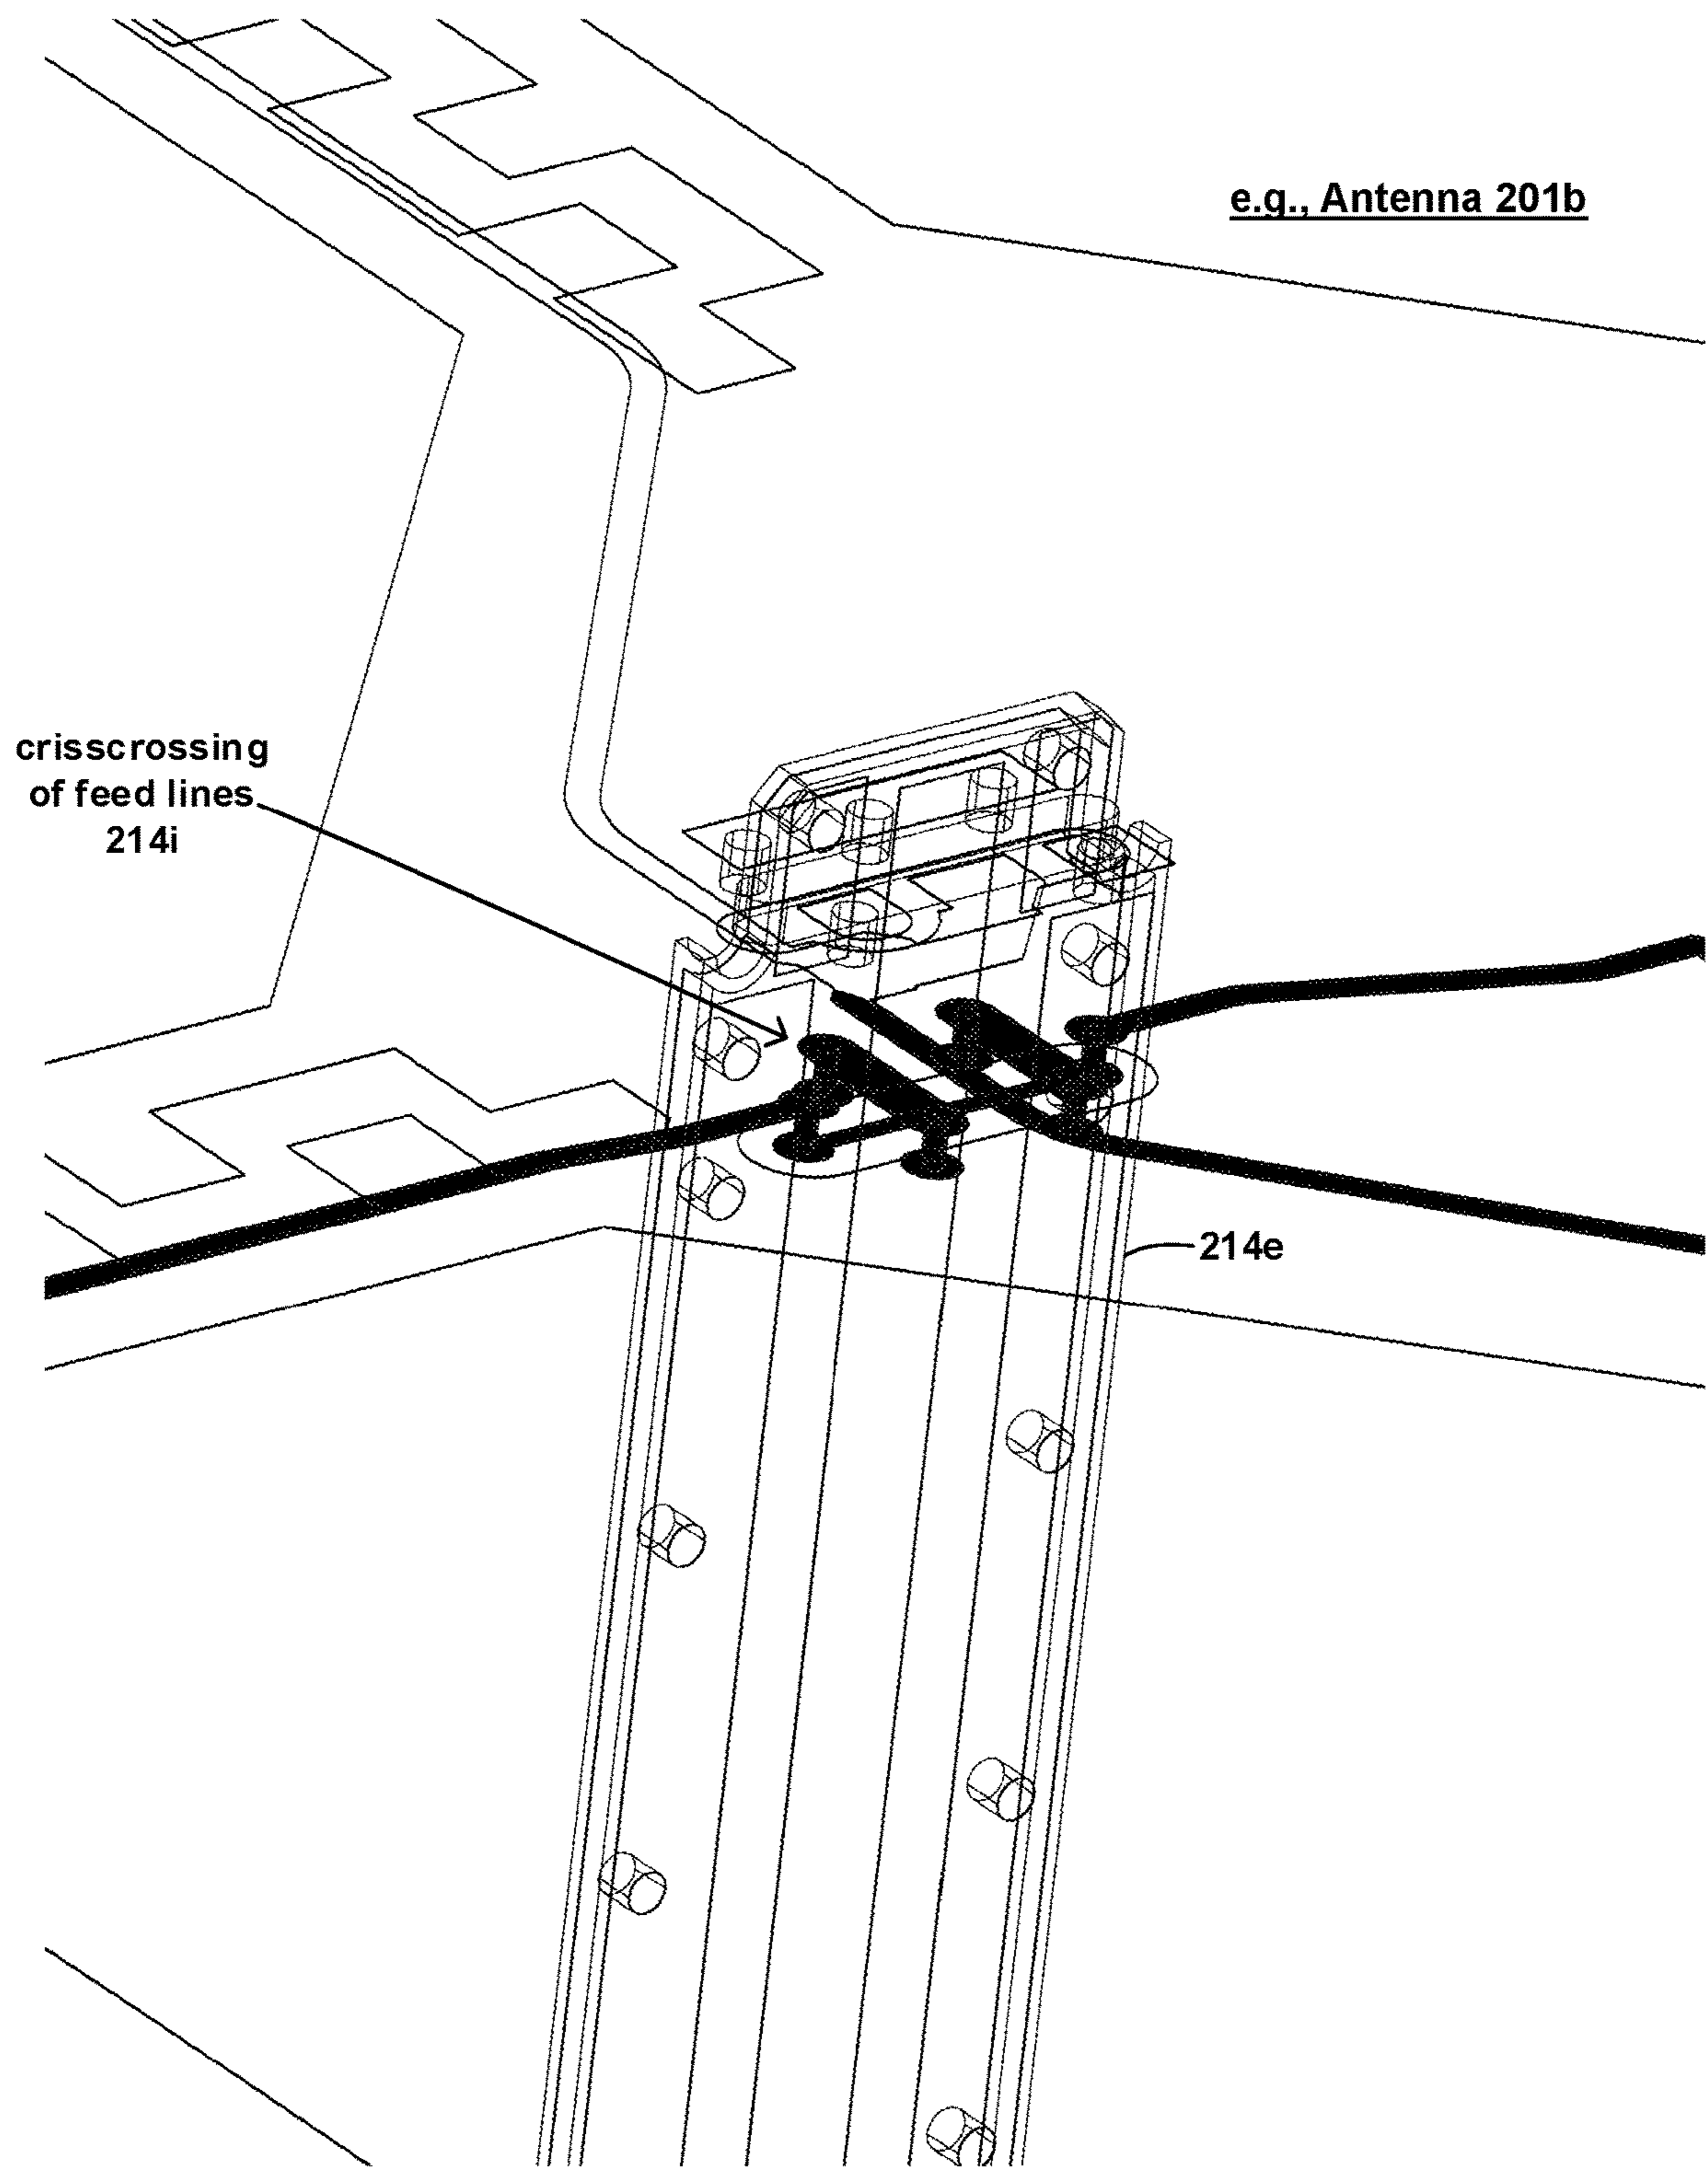 e.g., Antenna 201b
crisscrossing
of feed lines
214i
214e